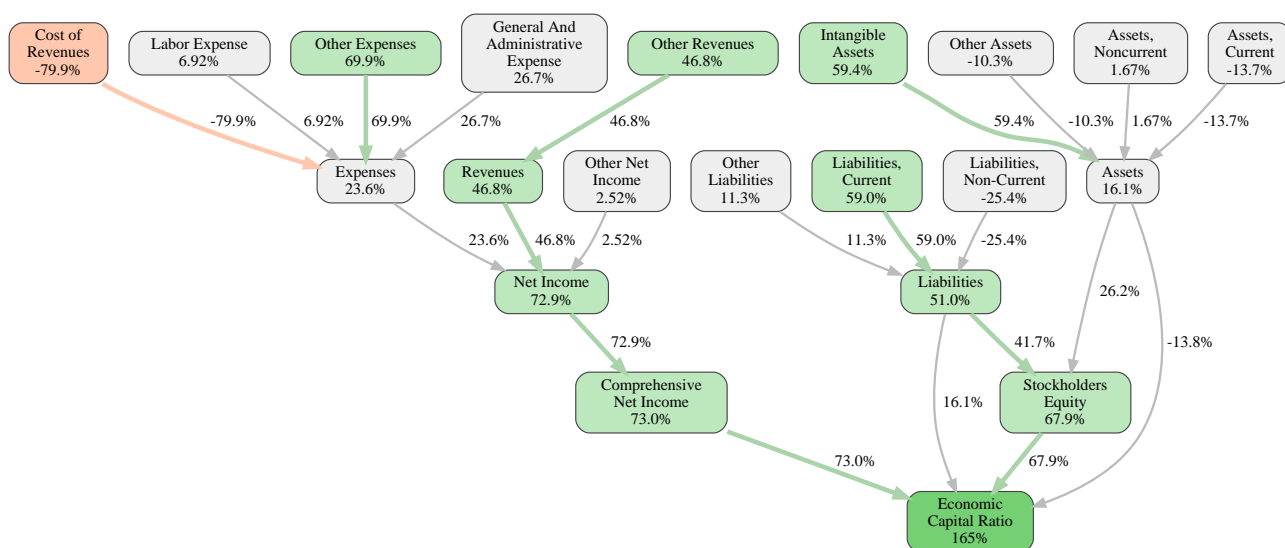 Cost of
Revenues
-79.9%
Labor Expense
6.92%
Other Expenses
69.9%
General And
Administrative
Expense
26.7%
Other Revenues
46.8%
Intangible
Assets
59.4%
Other Assets
-10.3%
Assets,
Noncurrent
1.67%
Assets,
Current
-13.7%
-79.9%
6.92%
69.9%
26.7%
46.8%
59.4%
-10.3%
1.67%
-13.7%
Expenses
23.6%
Revenues
46.8%
Other Net
Income
2.52%
Other
Liabilities
11.3%
Liabilities,
Current
59.0%
Liabilities,
Non-Current
-25.4%
Assets
16.1%
23.6%
46.8%
2.52%
11.3%
59.0%
-25.4%
Net Income
72.9%
Liabilities
51.0%
26.2%
72.9%
41.7%
-13.8%
Comprehensive
Net Income
73.0%
16.1%
Stockholders
Equity
67.9%
73.0%
67.9%
Economic
Capital Ratio
165%